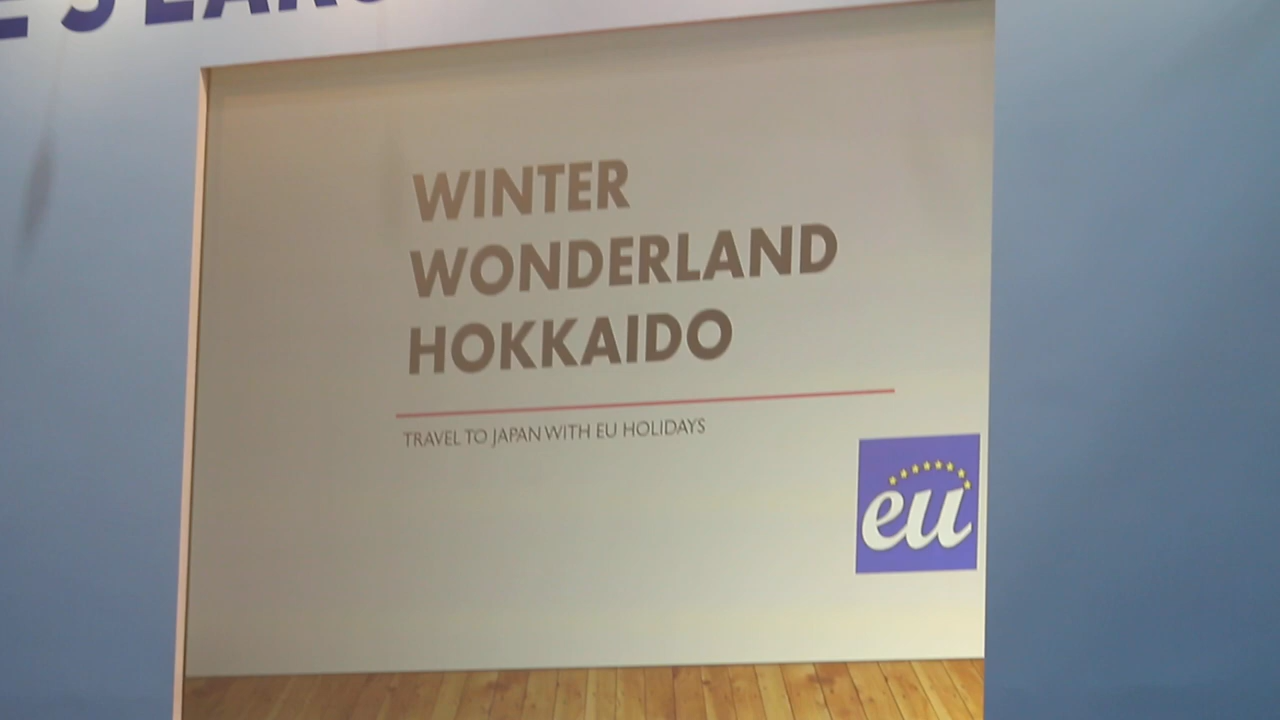 WINTER
WONDERLAND
HOKKAIDO
TRAVEL TO JAPAN WITH EU HOLIDAYS
eu